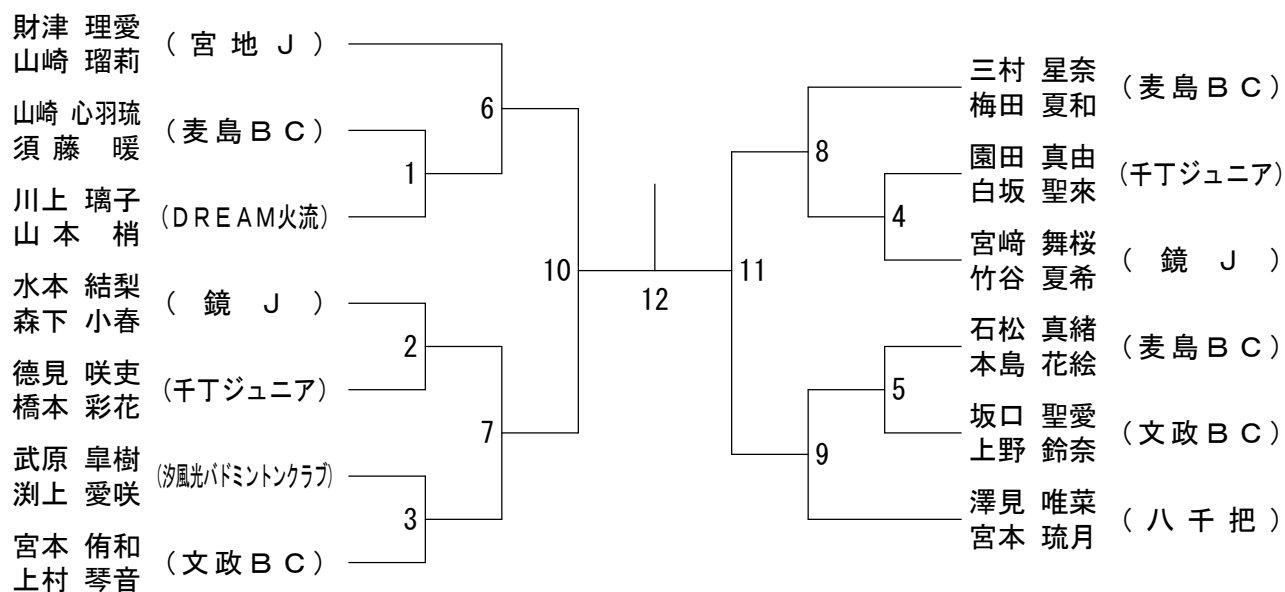 財津 理愛
山崎 瑠莉
(宮地J)
山崎 心羽琉
須藤 暖
(麦島BC)
川上 璃子
山本 梢
(DREAM火流)
水本 結梨
森下 小春
(鏡J)
德見 咲吏
橋本 彩花
(千丁ジュニア)
武原 皐樹
渕上 愛咲
(汐風光バドミントンクラブ)
宮本 侑和
上村 琴音
(文政BC)
6
1
10
2
7
3
12
11
8
4
5
9
三村 星奈
梅田 夏和
(麦島BC)
園田 真由
白坂 聖來
(千丁ジュニア)
宮﨑 舞桜
竹谷 夏希
(鏡J)
石松 真緒
本島 花絵
(麦島BC)
坂口 聖愛
上野 鈴奈
(文政BC)
澤見 唯菜
宮本 琉月
(八千把)